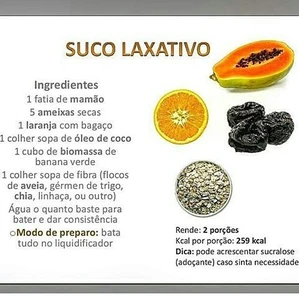 SUCO LAXATIVO
Ingredientes
1 fatia de mamão
5 ameixas secas
1 laranja com bagaço
1 colher sopa de óleo de coco
1 cubo de biomassa de
banana verde
1 colher sopa de fibra (flocos
de aveia, gérmen de trigo,
chia, linhaça, ou outro)
Água o quanto baste para
bater e dar consistência
oModo de preparo: bata
tudo no liquidificador
Rende: 2 porções
Kcal por porção: 259 kcal
Dica: pode acrescentar sucralose
(adoçante) caso sinta necessidade